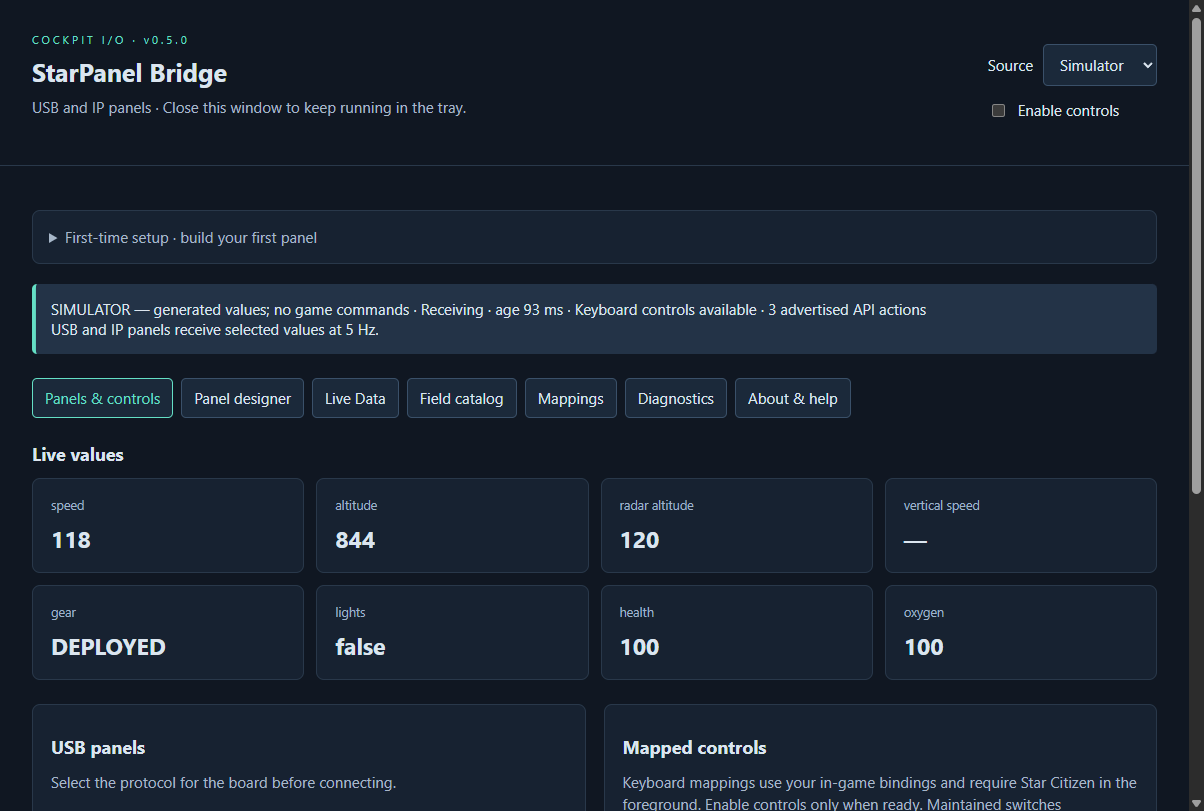 COCKPIT I/O · v0.5.0
StarPanel Bridge
USB and IP panels · Close this window to keep running in the tray.
Source
Simulator
Enable controls
First-time setup · build your first panel
SIMULATOR — generated values; no game commands · Receiving · age 93 ms · Keyboard controls available · 3 advertised API actions
USB and IP panels receive selected values at 5 Hz.
Panels & controls
Panel designer
Live Data
Field catalog
Mappings
Diagnostics
About & help
Live values
speed
118
altitude
844
radar altitude
120
vertical speed
—
gear
DEPLOYED
lights
false
health
100
oxygen
100
USB panels
Select the protocol for the board before connecting.
Mapped controls
Keyboard mappings use your in-game bindings and require Star Citizen in the
foreground. Enable controls only when ready. Maintained switches